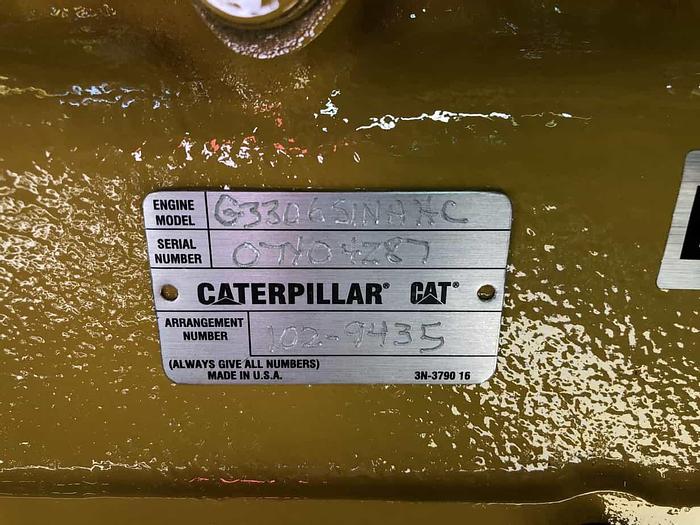 ENGINE MODEL G3306SINAHC
SERIAL NUMBER 07Y04287
CATERPILLAR® CAT®
ARRANGEMENT NUMBER 102-9435
(ALWAYS GIVE ALL NUMBERS)
MADE IN U.S.A. 3N-3790 16